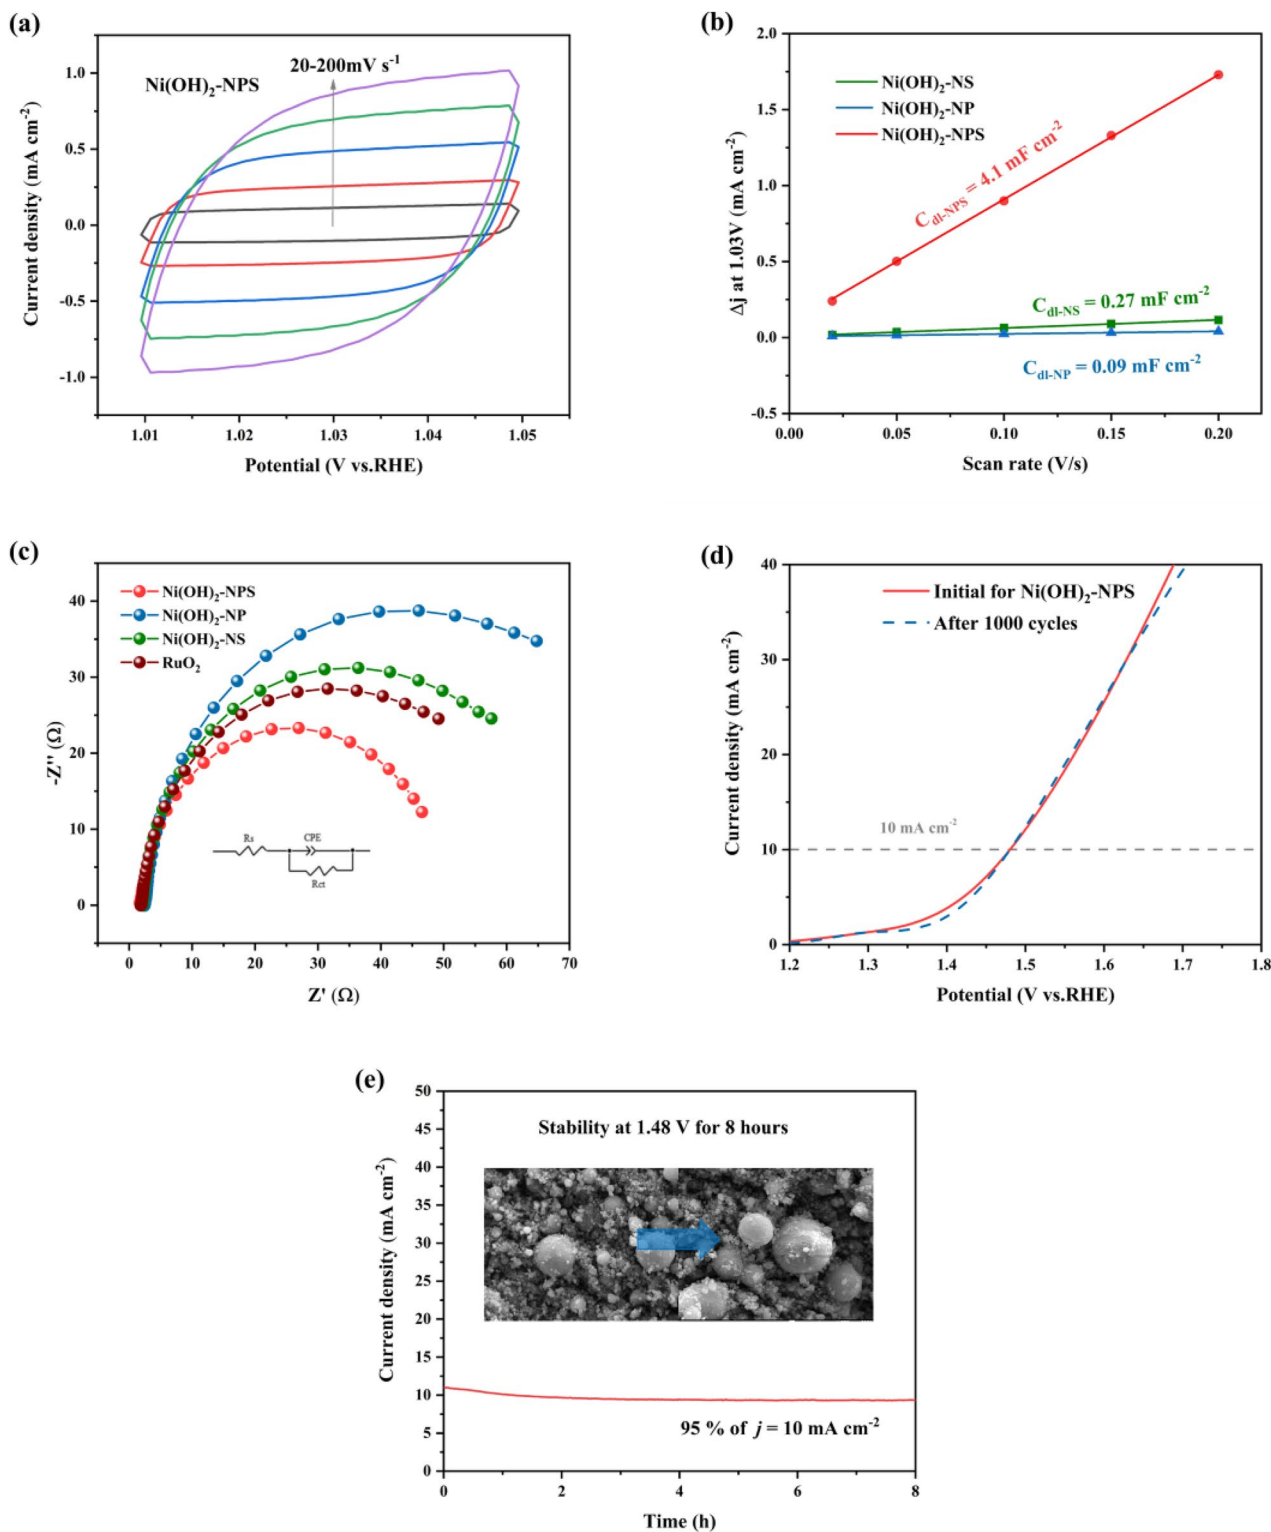 (a)
Ni(OH)₂-NPS
20-200mV s⁻¹
Current density (mA cm⁻²)
1.0
0.5
0.0
-0.5
-1.0
1.01 1.02 1.03 1.04 1.05
Potential (V vs.RHE)
(b)
Ni(OH)₂-NS
Ni(OH)₂-NP
Ni(OH)₂-NPS
C_dl-NPS = 4.1 mF cm⁻²
C_dl-NS = 0.27 mF cm⁻²
C_dl-NP = 0.09 mF cm⁻²
Δj at 1.03V (mA cm⁻²)
2.0
1.5
1.0
0.5
0.0
-0.5
0.00 0.05 0.10 0.15 0.20
Scan rate (V/s)
(c)
Ni(OH)₂-NPS
Ni(OH)₂-NP
Ni(OH)₂-NS
RuO₂
-Z'' (Ω)
40
30
20
10
0
Rs
CPE
Rct
0 10 20 30 40 50 60 70
Z' (Ω)
(d)
Initial for Ni(OH)₂-NPS
After 1000 cycles
10 mA cm⁻²
Current density (mA cm⁻²)
40
30
20
10
0
1.2 1.3 1.4 1.5 1.6 1.7 1.8
Potential (V vs.RHE)
(e)
Stability at 1.48 V for 8 hours
95 % of j = 10 mA cm⁻²
Current density (mA cm⁻²)
50
45
40
35
30
25
20
15
10
5
0
0 2 4 6 8
Time (h)